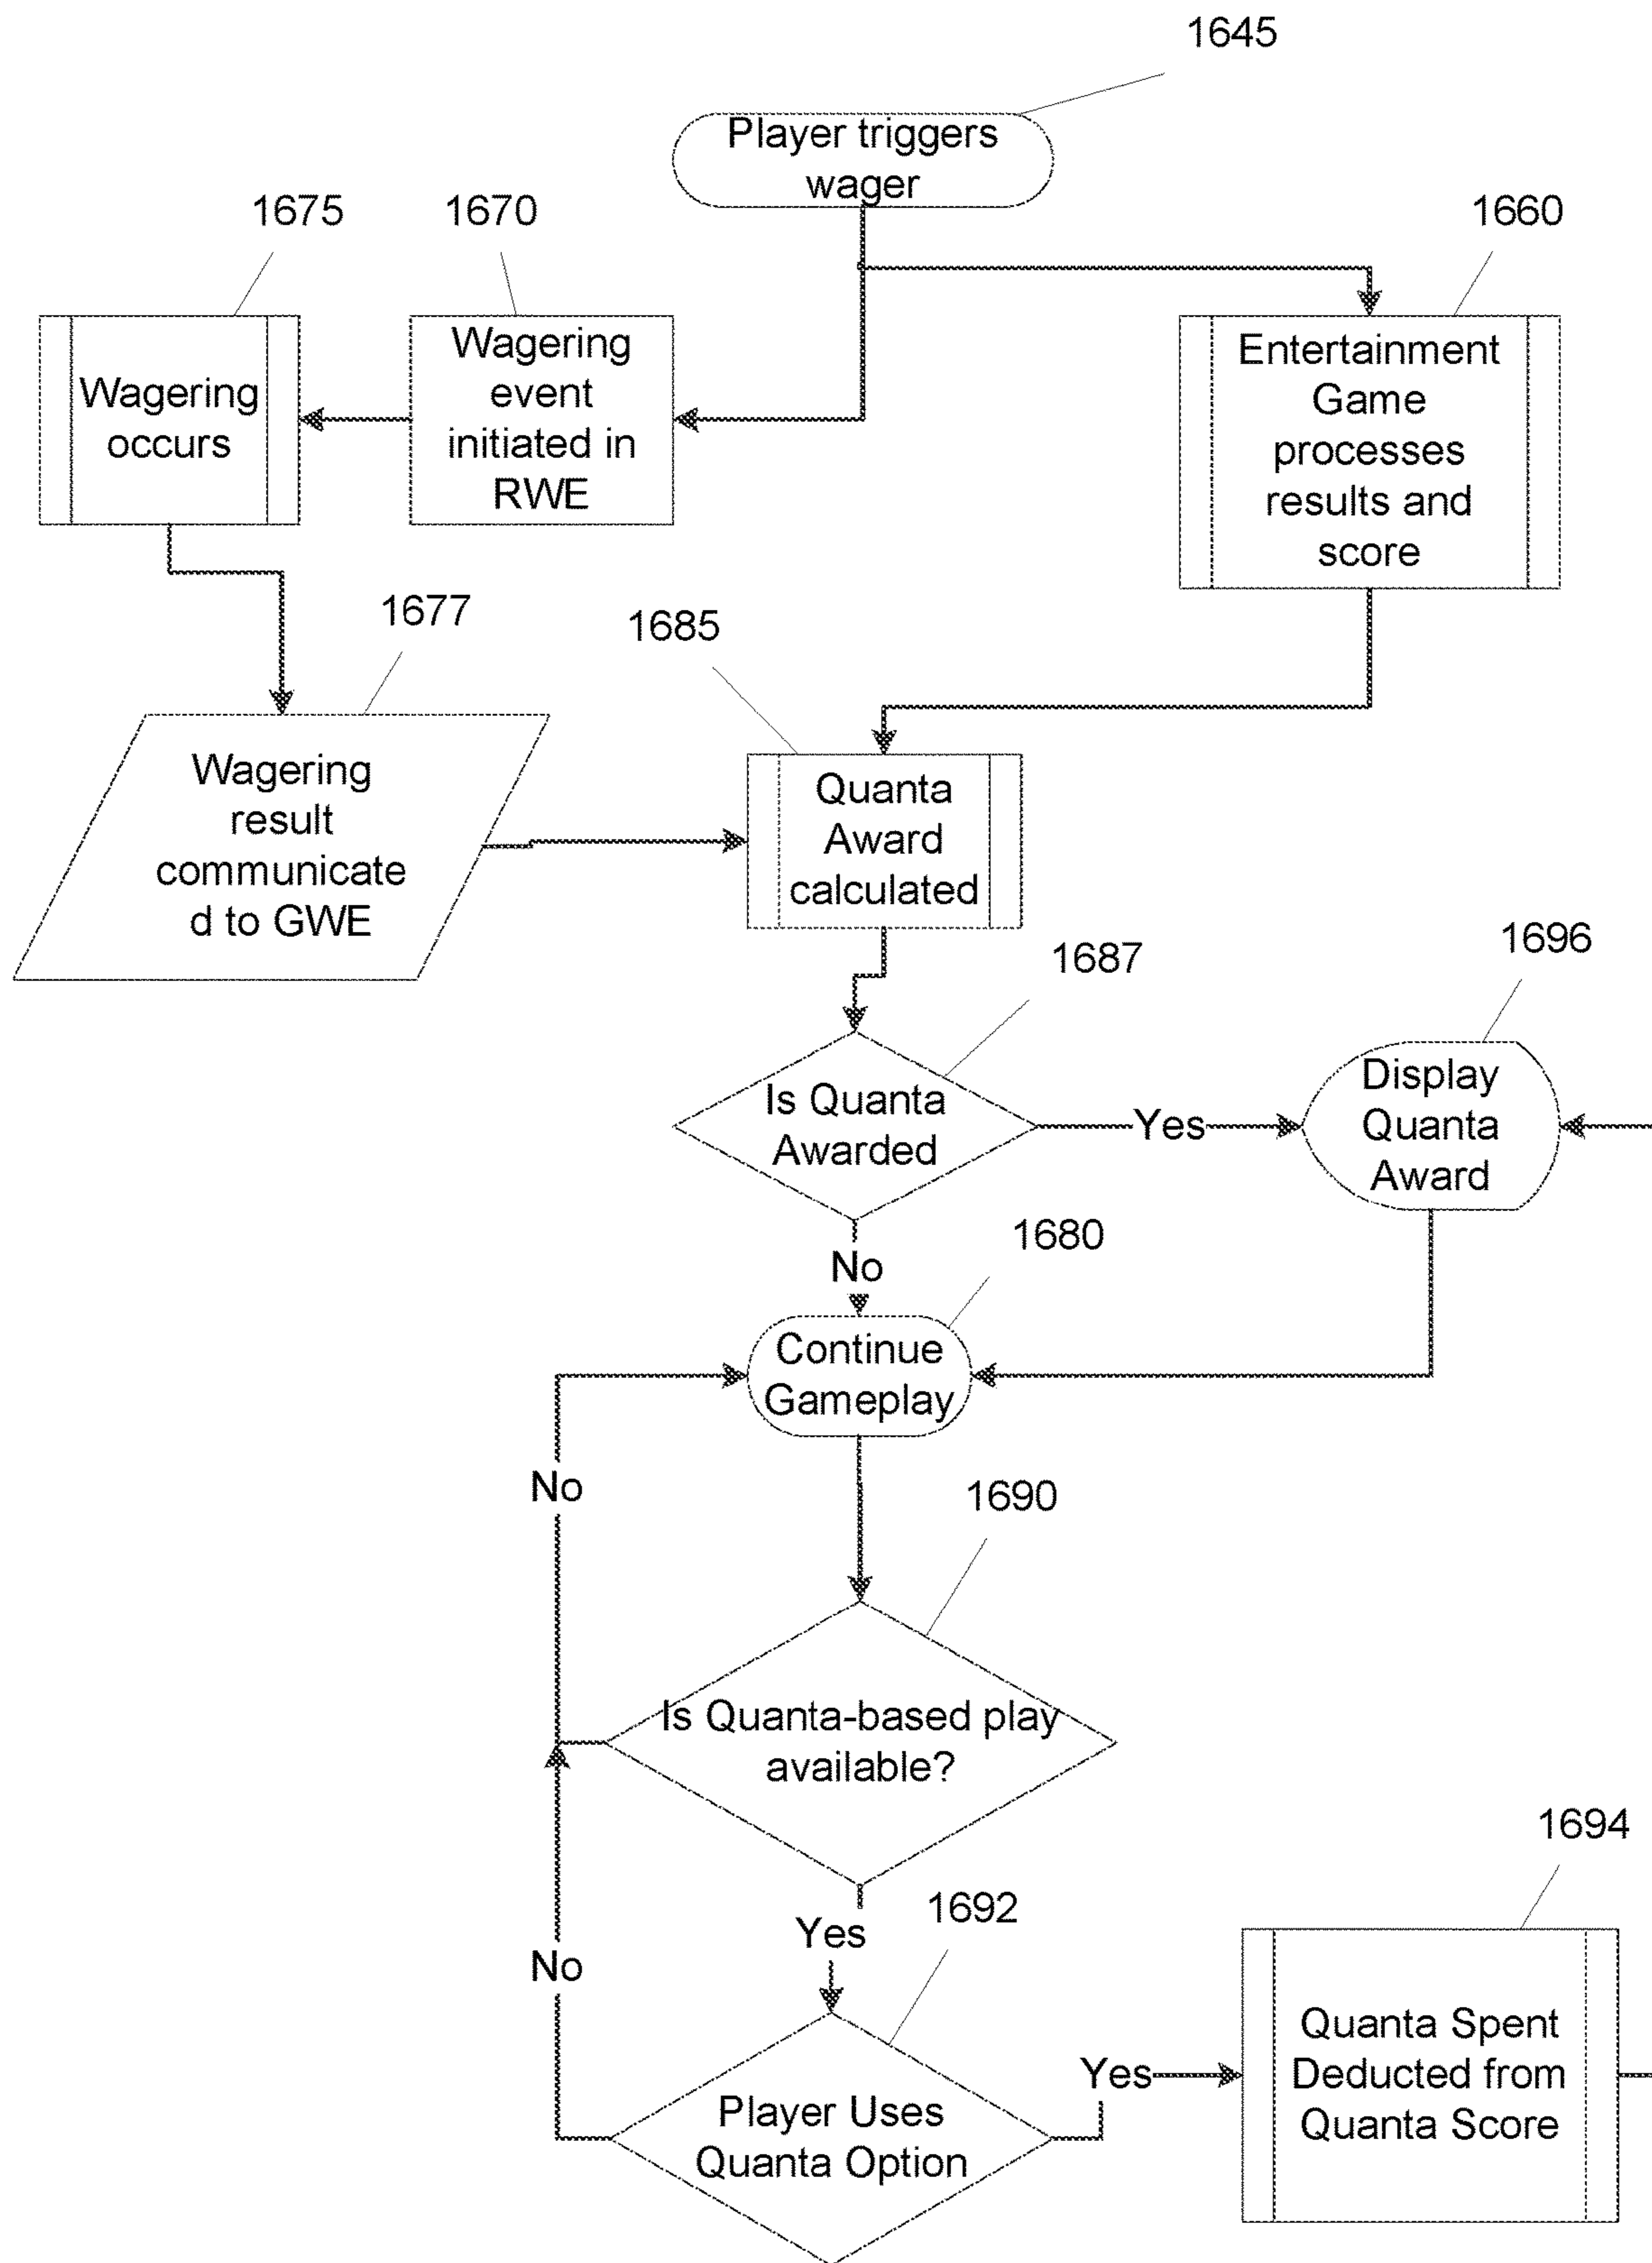 1645
Player triggers
wager
1675
1670
1660
Wagering
occurs
Wagering
event
initiated in
RWE
Entertainment
Game
processes
results and
score
1677
1685
Wagering
result
communicate
d to GWE
Quanta
Award
calculated
1687
1696
Is Quanta
Awarded
Yes
Display
Quanta
Award
No
1680
Continue
Gameplay
No
1690
Is Quanta-based play
available?
1694
Yes
1692
No
Player Uses
Quanta Option
Yes
Quanta Spent
Deducted from
Quanta Score